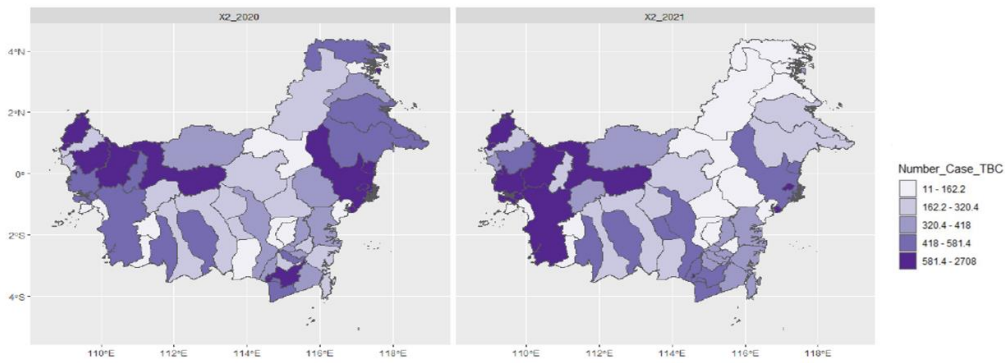 X2_2020 X2_2021
4°N
2°N
0°
2°S
4°S
110°E 112°E 114°E 116°E 118°E 110°E 112°E 114°E 116°E 118°E
Number_Case_TBC
11 - 162.2
162.2 - 320.4
320.4 - 418
418 - 581.4
581.4 - 2708